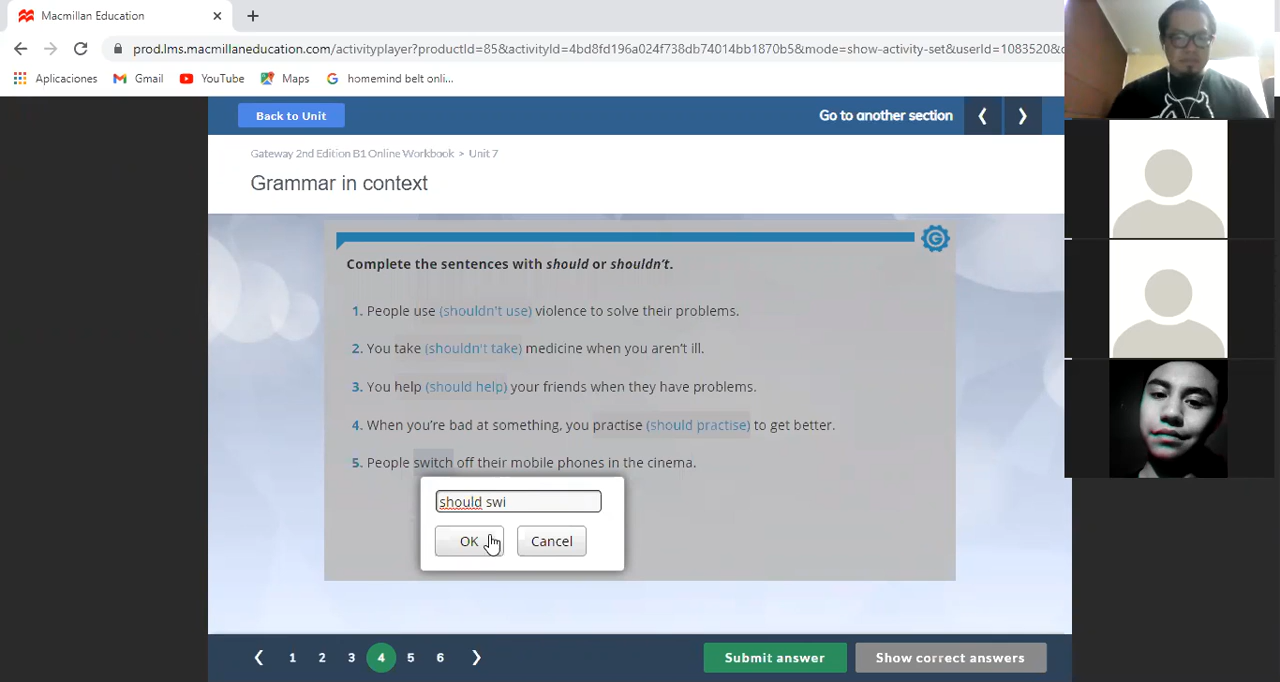 Macmillan Education
prod.lms.macmillaneducation.com/activityplayer?productId=85&activityId=4bd8fd196a024f738db74014bb1870b5&mode=show-activity-set&userId=1083520&c
Aplicaciones Gmail YouTube Maps homemind belt onli...
Back to Unit
Go to another section
Gateway 2nd Edition B1 Online Workbook > Unit 7
Grammar in context
G
Complete the sentences with should or shouldn't.
1. People use (shouldn't use) violence to solve their problems.
2. You take (shouldn't take) medicine when you aren't ill.
3. You help (should help) your friends when they have problems.
4. When you're bad at something, you practise (should practise) to get better.
5. People switch off their mobile phones in the cinema.
should swi
OK Cancel
1 2 3 4 5 6
Submit answer
Show correct answers